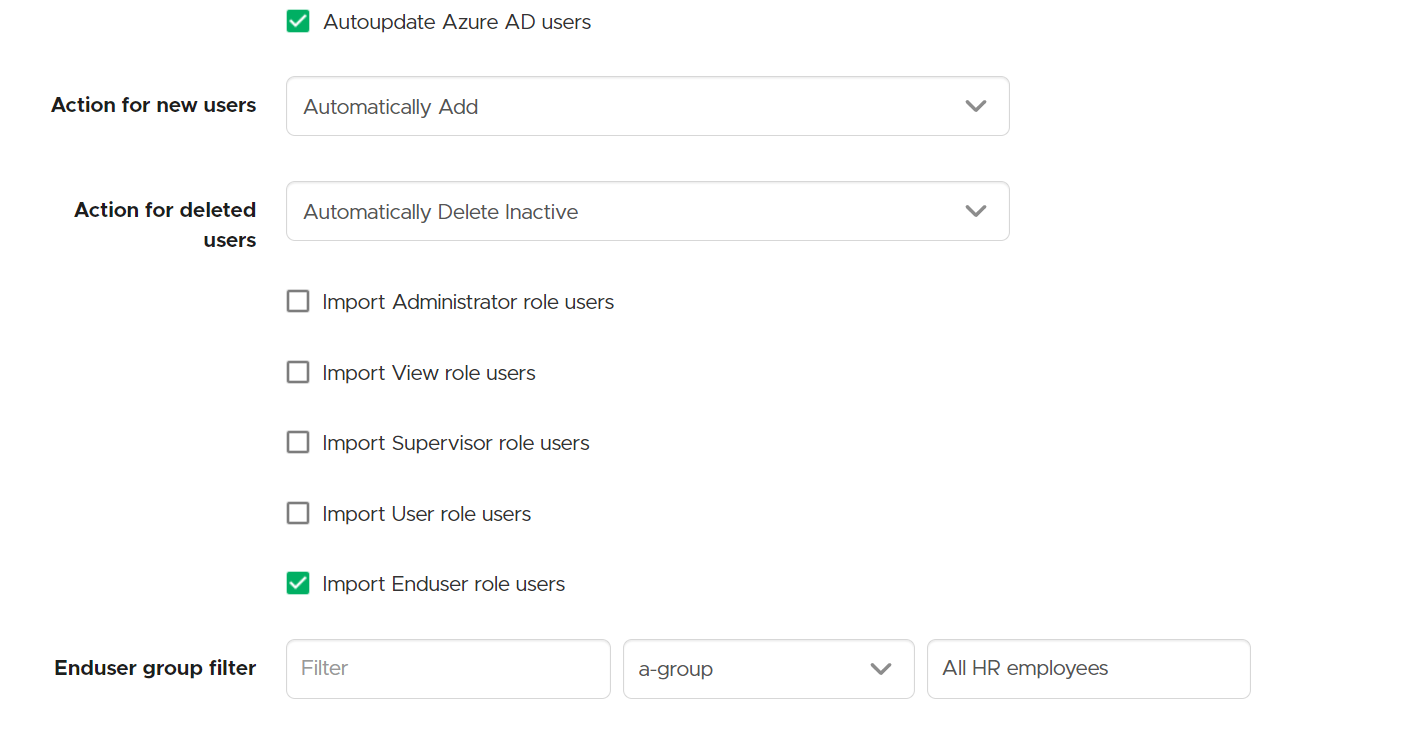 Autoupdate Azure AD users
Action for new users
Automatically Add
Action for deleted
users
Automatically Delete Inactive
Import Administrator role users
Import View role users
Import Supervisor role users
Import User role users
Import Enduser role users
Enduser group filter
Filter
a-group
All HR employees